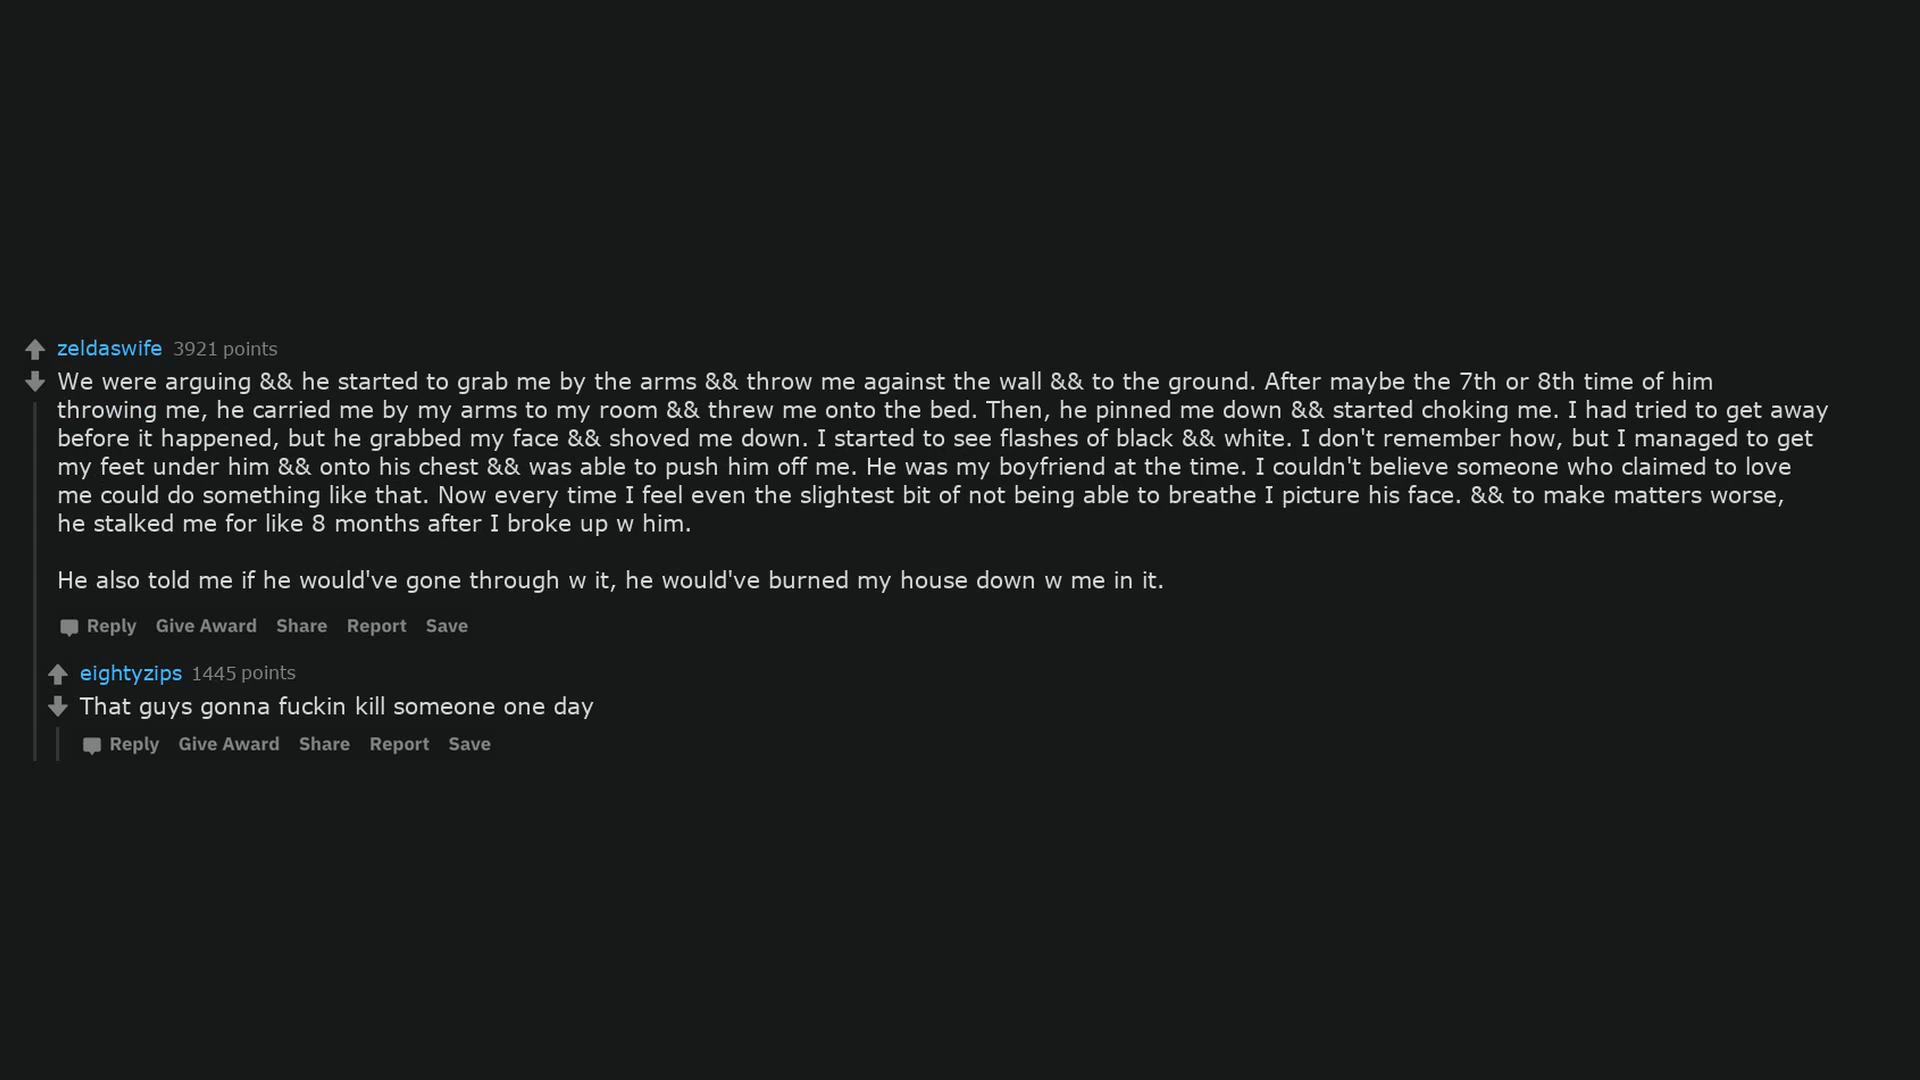 zeldaswife 3921 points
We were arguing && he started to grab me by the arms && throw me against the wall && to the ground. After maybe the 7th or 8th time of him
throwing me, he carried me by my arms to my room && threw me onto the bed. Then, he pinned me down && started choking me. I had tried to get away
before it happened, but he grabbed my face && shoved me down. I started to see flashes of black && white. I don't remember how, but I managed to get
my feet under him && onto his chest && was able to push him off me. He was my boyfriend at the time. I couldn't believe someone who claimed to love
me could do something like that. Now every time I feel even the slightest bit of not being able to breathe I picture his face. && to make matters worse,
he stalked me for like 8 months after I broke up w him.
He also told me if he would've gone through w it, he would've burned my house down w me in it.
Reply Give Award Share Report Save
eightyzips 1445 points
That guys gonna fuckin kill someone one day
Reply Give Award Share Report Save